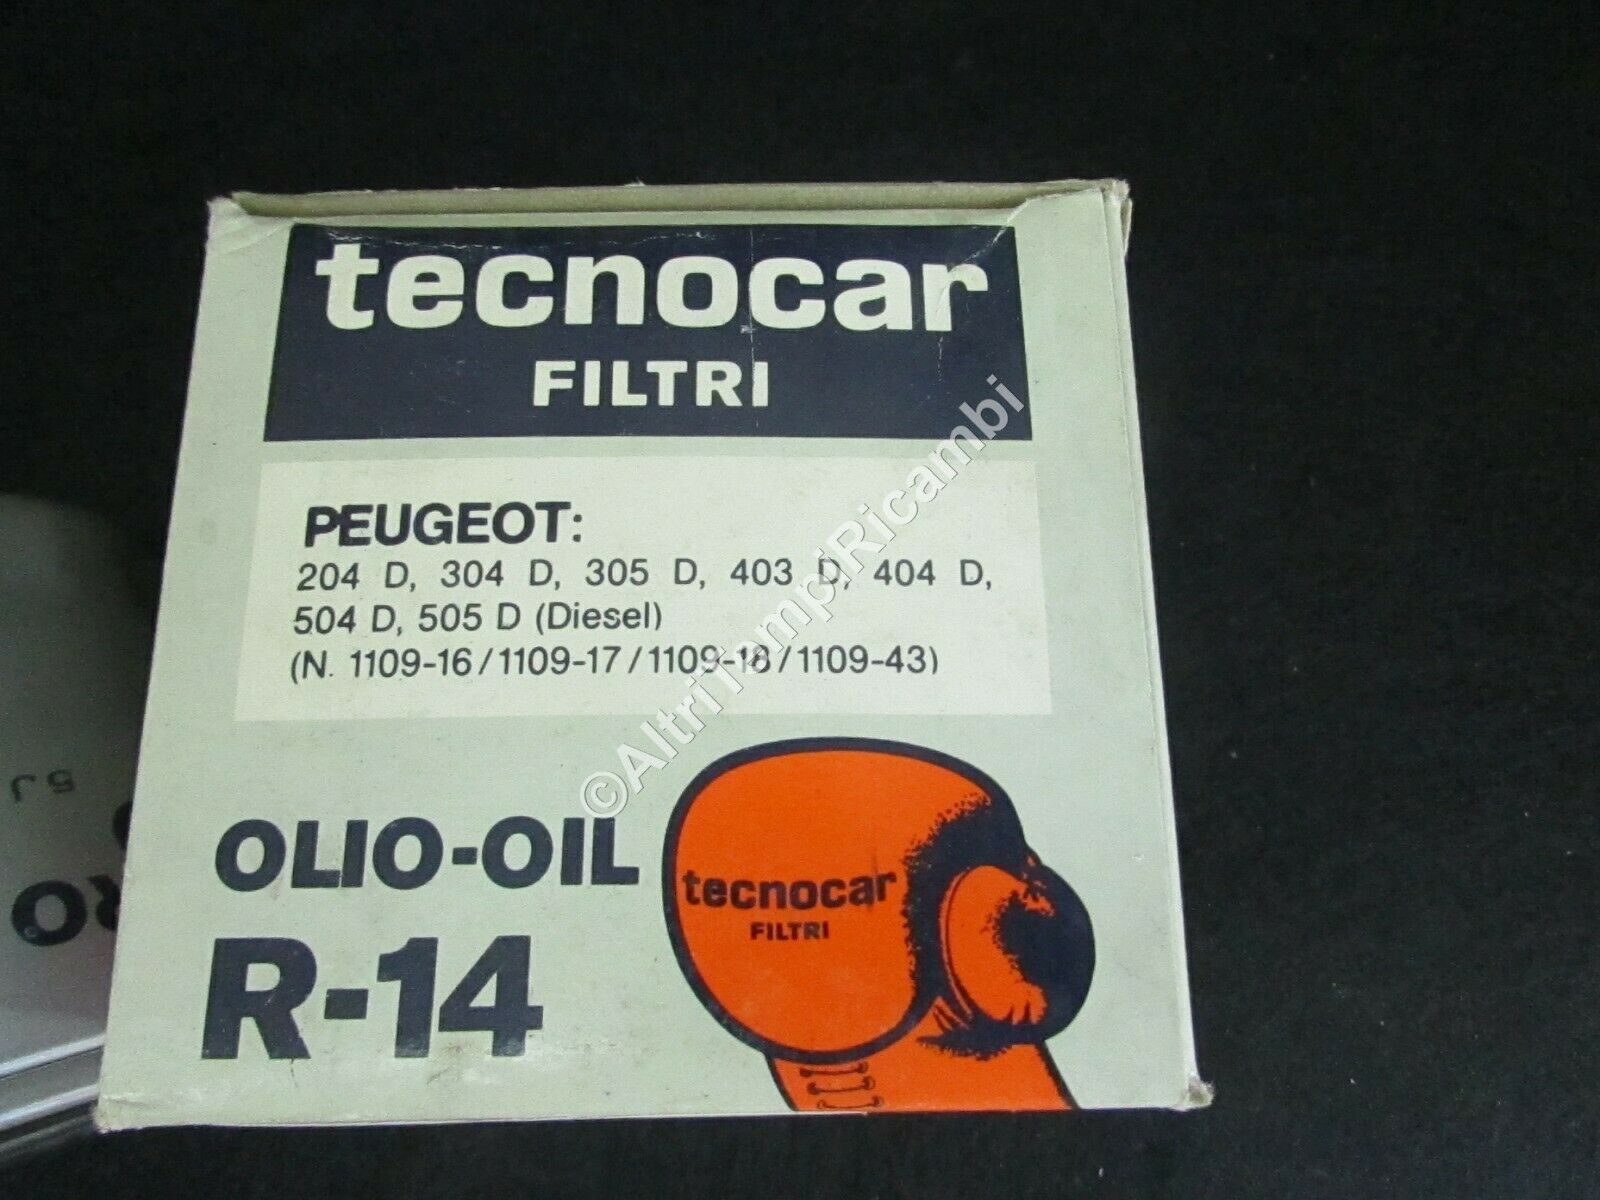 tecnocar
FILTRI
PEUGEOT:
204 D, 304 D, 305 D, 403 D, 404 D,
504 D, 505 D (Diesel)
(N. 1109-16/1109-17/1109-18/1109-43)
OLIO-OIL
R-14
tecnocar
FILTRI
©AltriTempiRicambi